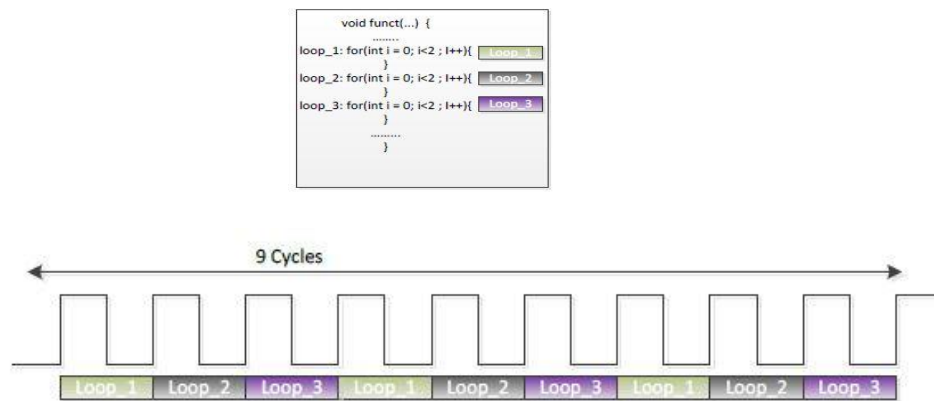 void funct(...) {
........
loop_1: for(int i = 0; i<2 ; I++){ Loop_1
}
loop_2: for(int i = 0; i<2 ; I++){ Loop_2
}
loop_3: for(int i = 0; i<2 ; I++){ Loop_3
}
.........
}
9 Cycles
Loop_1 Loop_2 Loop_3 Loop_1 Loop_2 Loop_3 Loop_1 Loop_2 Loop_3